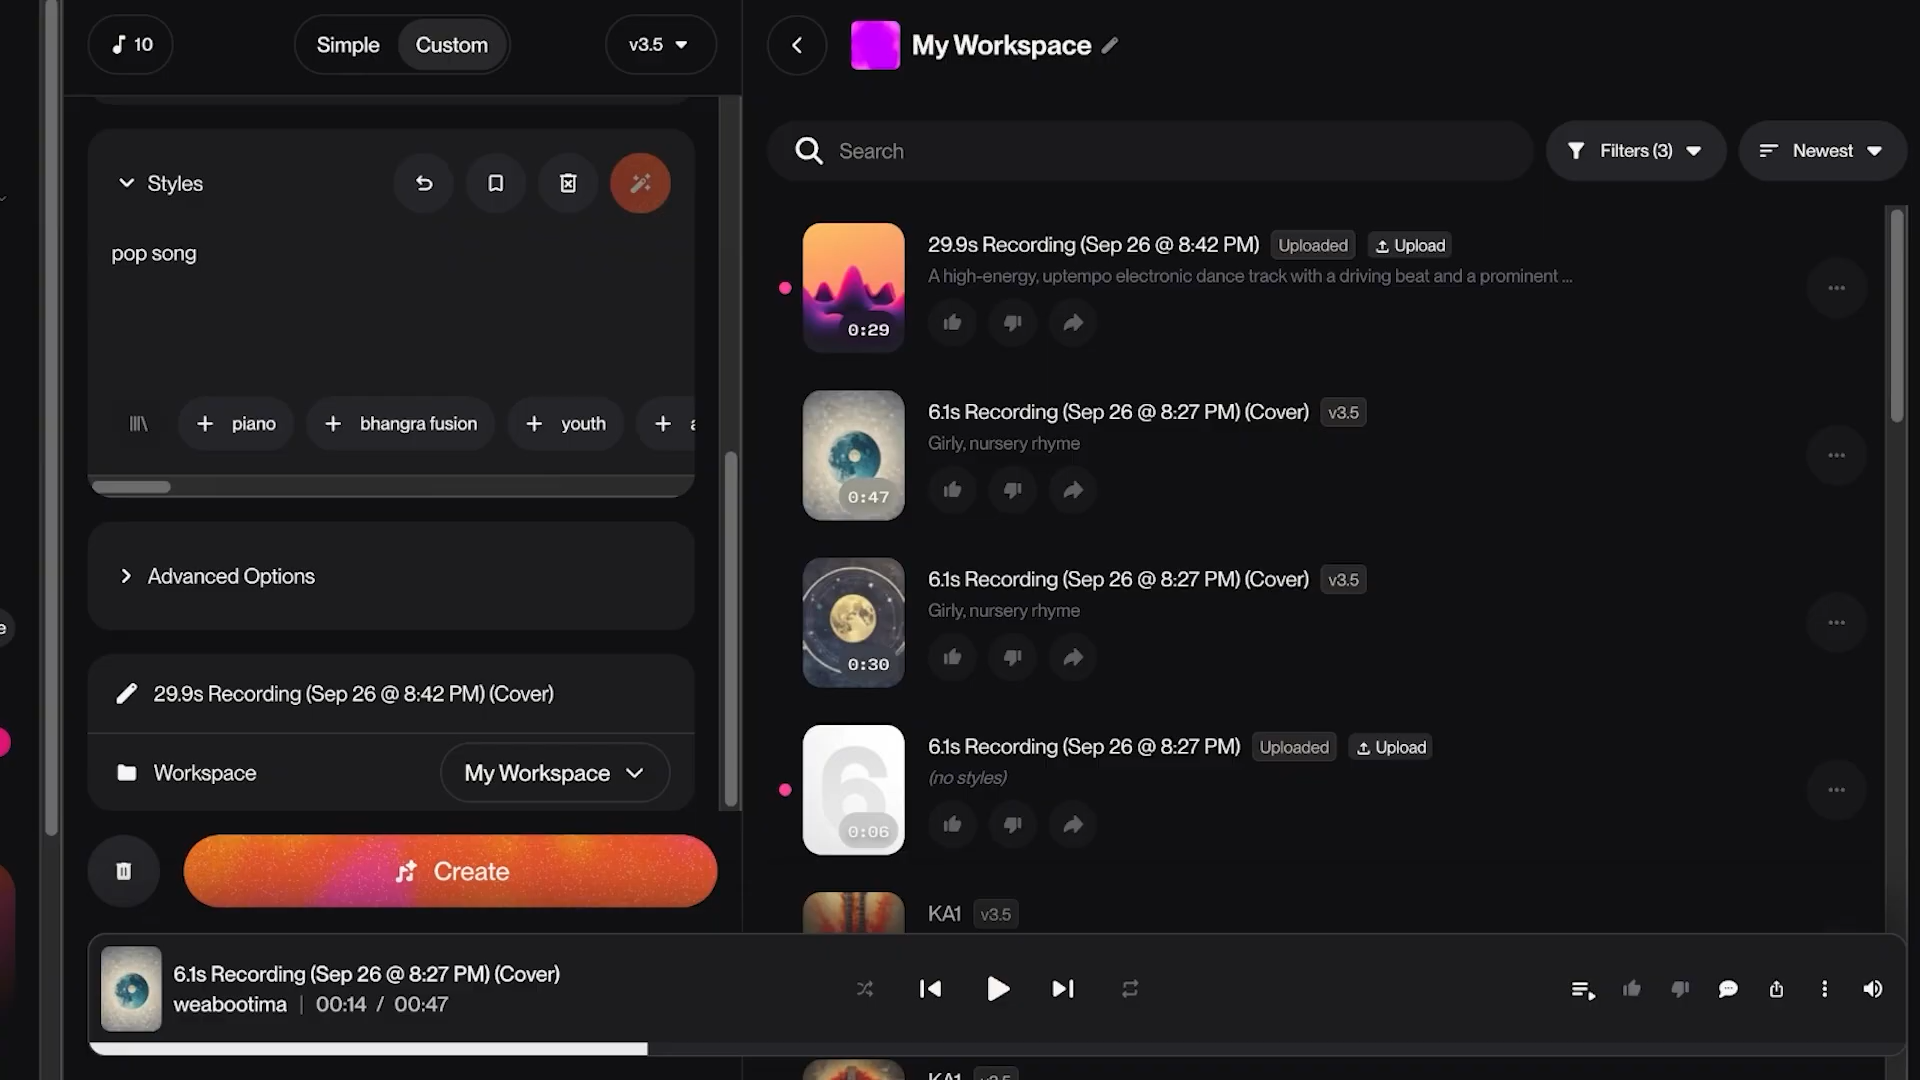 10
Simple
Custom
v3.5
My Workspace
Styles
pop song
piano
bhangra fusion
youth
Advanced Options
29.9s Recording (Sep 26 @ 8:42 PM) (Cover)
Workspace
My Workspace
Create
Search
Filters (3)
Newest
29.9s Recording (Sep 26 @ 8:42 PM) Uploaded Upload
A high-energy, uptempo electronic dance track with a driving beat and a prominent ...
0:29
6.1s Recording (Sep 26 @ 8:27 PM) (Cover) v3.5
Girly, nursery rhyme
0:47
6.1s Recording (Sep 26 @ 8:27 PM) (Cover) v3.5
Girly, nursery rhyme
0:30
6.1s Recording (Sep 26 @ 8:27 PM) Uploaded Upload
(no styles)
6
0:06
KA1 v3.5
6.1s Recording (Sep 26 @ 8:27 PM) (Cover)
weabootima | 00:14 / 00:47